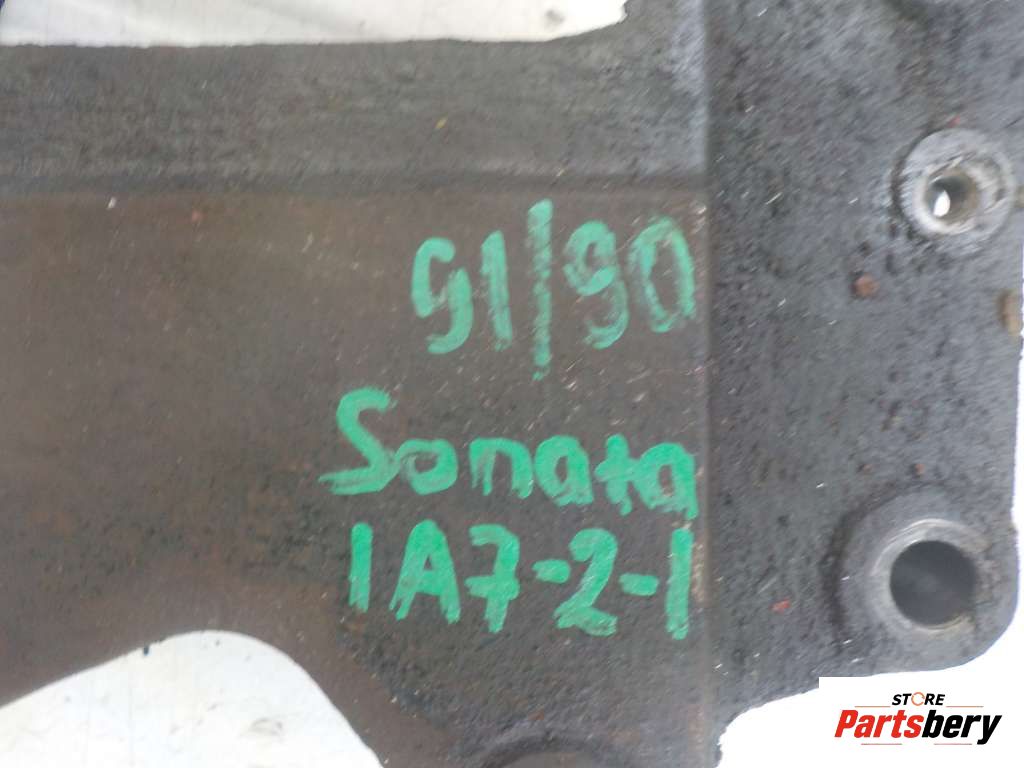 91/90
Sonata
1A7-2-1
STORE
Partsbery